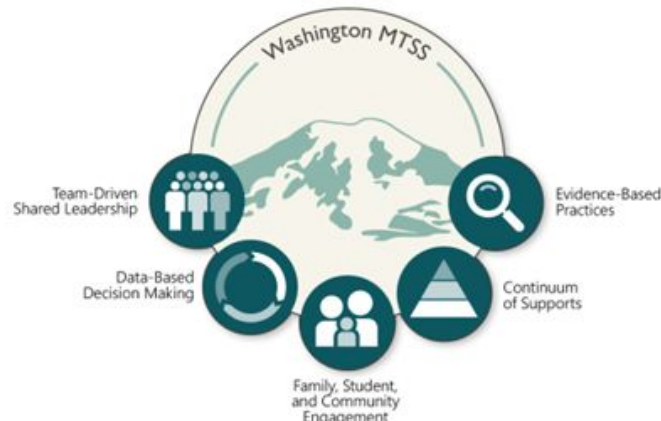 Washington MTSS
Team-Driven
Shared Leadership
Evidence-Based
Practices
Data-Based
Decision Making
Continuum
of Supports
Family, Student,
and Community
Engagement